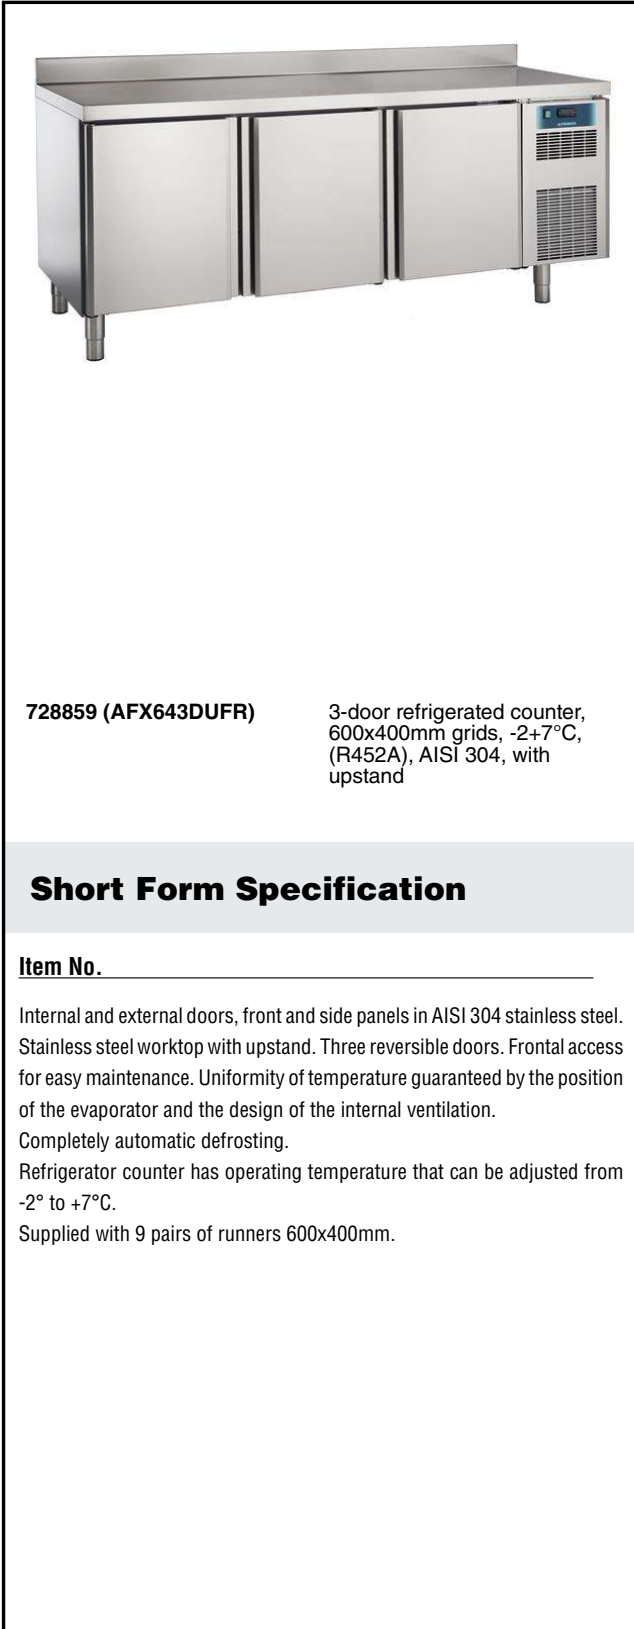 728859 (AFX643DUFR)
3-door refrigerated counter,
600x400mm grids, -2+7°C,
(R452A), AISI 304, with
upstand
Short Form Specification
Item No.
Internal and external doors, front and side panels in AISI 304 stainless steel.
Stainless steel worktop with upstand. Three reversible doors. Frontal access
for easy maintenance. Uniformity of temperature guaranteed by the position
of the evaporator and the design of the internal ventilation.
Completely automatic defrosting.
Refrigerator counter has operating temperature that can be adjusted from
-2° to +7°C.
Supplied with 9 pairs of runners 600x400mm.